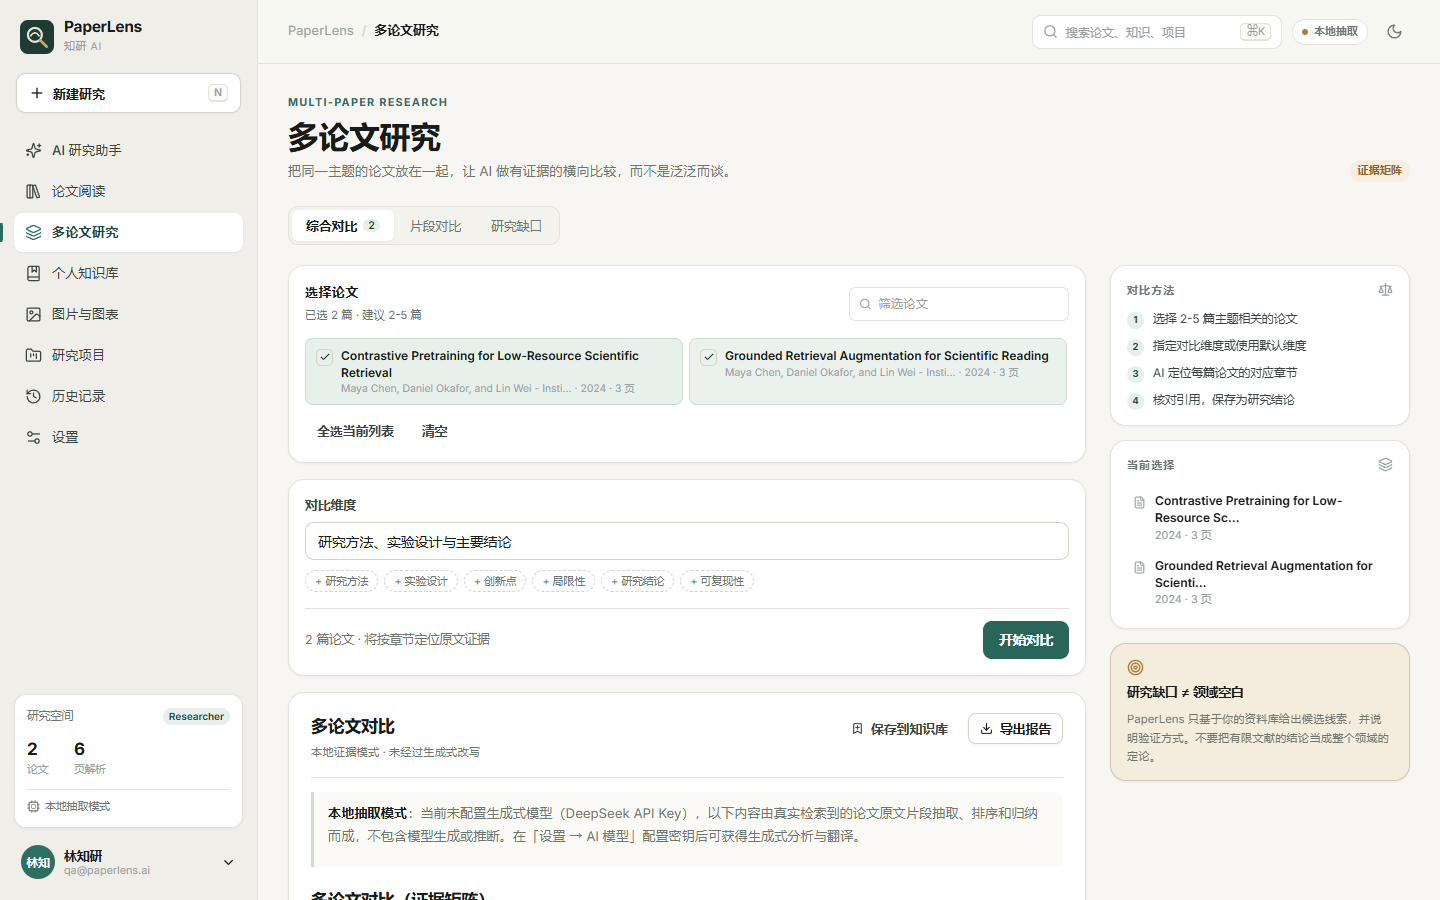 PaperLens
知研 AI
新建研究 N
AI 研究助手
论文阅读
多论文研究
个人知识库
图片与图表
研究项目
历史记录
设置
研究空间 Researcher
2 6
论文 页解析
本地抽取模式
林知 林知研
qa@paperlens.ai
PaperLens / 多论文研究
搜索论文、知识、项目 ⌘K
本地抽取
MULTI-PAPER RESEARCH
多论文研究
把同一主题的论文放在一起，让 AI 做有证据的横向比较，而不是泛泛而谈。
证据矩阵
综合对比 2 片段对比 研究缺口
选择论文
已选 2 篇 · 建议 2-5 篇
筛选论文
Contrastive Pretraining for Low-Resource Scientific
Retrieval
Maya Chen, Daniel Okafor, and Lin Wei - Insti... · 2024 · 3 页
Grounded Retrieval Augmentation for Scientific Reading
Maya Chen, Daniel Okafor, and Lin Wei - Insti... · 2024 · 3 页
全选当前列表 清空
对比维度
研究方法、实验设计与主要结论
+ 研究方法 + 实验设计 + 创新点 + 局限性 + 研究结论 + 可复现性
2 篇论文 · 将按章节定位原文证据
开始对比
多论文对比
本地证据模式 · 未经过生成式改写
保存到知识库 导出报告
本地抽取模式：当前未配置生成式模型（DeepSeek API Key），以下内容由真实检索到的论文原文片段抽取、排序和归纳
而成，不包含模型生成或推断。在「设置 → AI 模型」配置密钥后可获得生成式分析与翻译。
多论文对比（证据矩阵）
对比方法
1 选择 2-5 篇主题相关的论文
2 指定对比维度或使用默认维度
3 AI 定位每篇论文的对应章节
4 核对引用，保存为研究结论
当前选择
Contrastive Pretraining for Low-
Resource Sc...
2024 · 3 页
Grounded Retrieval Augmentation for
Scienti...
2024 · 3 页
研究缺口 ≠ 领域空白
PaperLens 只基于你的资料库给出候选线索，并说
明验证方式。不要把有限文献的结论当成整个领域的
定论。